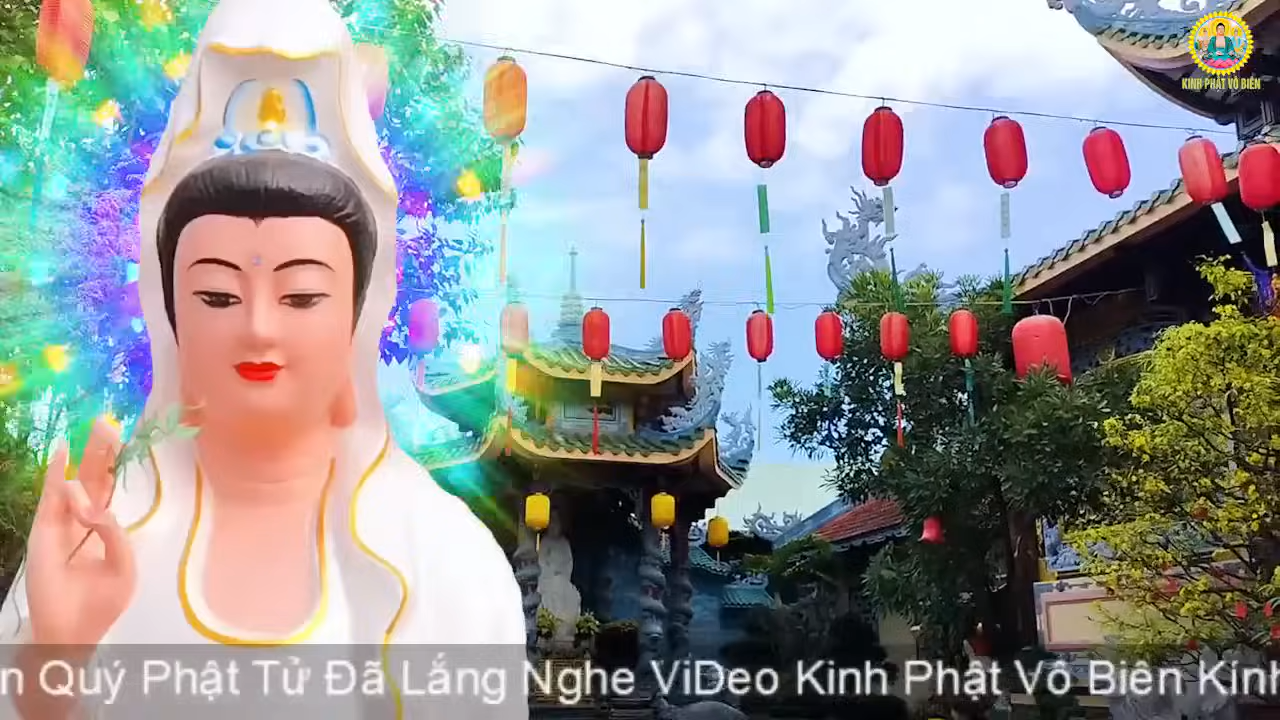 KINH PHẬT VÔ BIÊN
n Quý Phật Tử Đã Lắng Nghe ViDeo Kinh Phật Vô Biên Kính